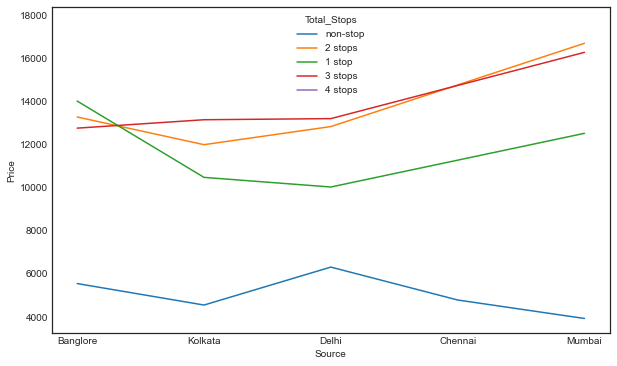 18000
16000
14000
12000
10000
8000
6000
4000
Price
Total_Stops
non-stop
2 stops
1 stop
3 stops
4 stops
Banglore Kolkata Delhi Chennai Mumbai
Source